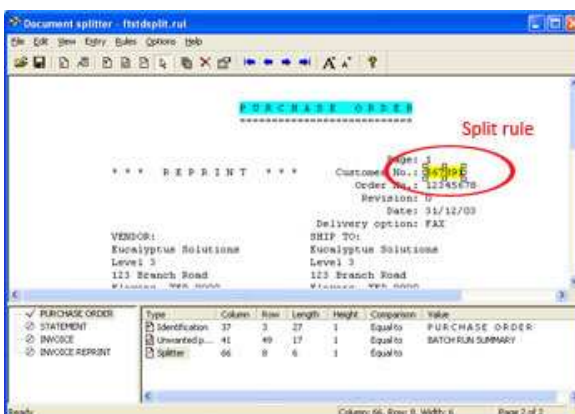 Document splitter - ftstdsplit.rul
File Edit View Entry Rules Options Help
PURCHASE ORDER
Split rule
Page: 1
* * * REPRINT * * * Customer No.: 367891
Order No.: 12345678
Revision: 0
Date: 31/12/03
Delivery option: FAX
VENDOR: SHIP TO:
Eucalyptus Solutions Eucalyptus Solutions
Level 3 Level 3
123 Branch Road 123 Branch Road
PURCHASE ORDER
STATEMENT
INVOICE
INVOICE REPRINT
Type Column Row Length Height Comparison Value
Identification 37 3 27 1 Equal to PURCHASE ORDER
Unwanted p... 41 49 17 1 Equal to BATCH RUN SUMMARY
Splitter 66 8 6 1 Equal to
Ready Column: 66, Row: 8, Width: 6 Page 2 of 2